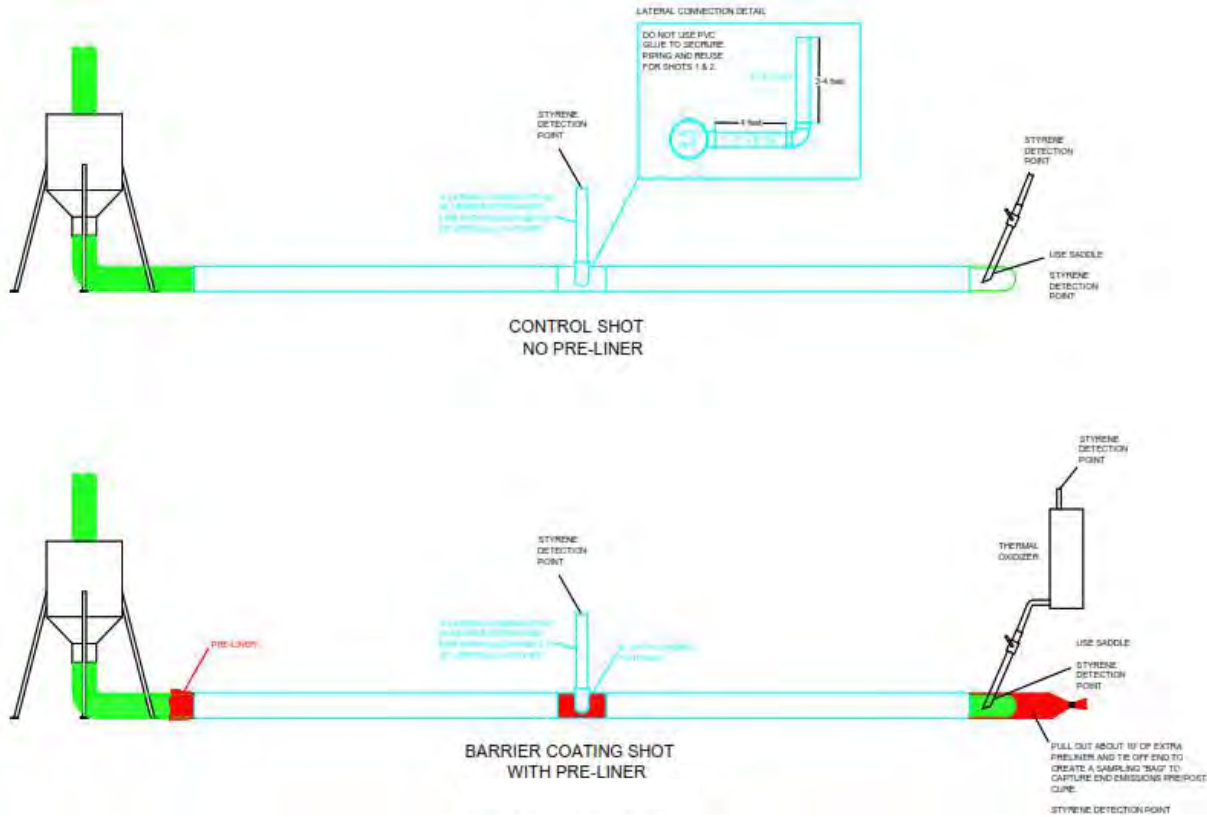 LATERAL CONNECTION DETAIL
DO NOT USE PVC
GLUE TO SECRURE
PIPING AND REUSE
FOR SHOTS 1 & 2.
3-4 feet
4 feet
STYRENE
DETECTION
POINT
STYRENE
DETECTION
POINT
USE SADDLE
STYRENE
DETECTION
POINT
CONTROL SHOT
NO PRE-LINER
STYRENE
DETECTION
POINT
STYRENE
DETECTION
POINT
THERMAL
OXIDIZER
PRE-LINER
USE SADDLE
STYRENE
DETECTION
POINT
BARRIER COATING SHOT
WITH PRE-LINER
PULL OUT ABOUT 10' OF EXTRA
PRELINER AND TIE OFF END TO
CREATE A SAMPLING "BAG" TO
CAPTURE END EMISSIONS PRE/POST
CURE.
STYRENE DETECTION POINT